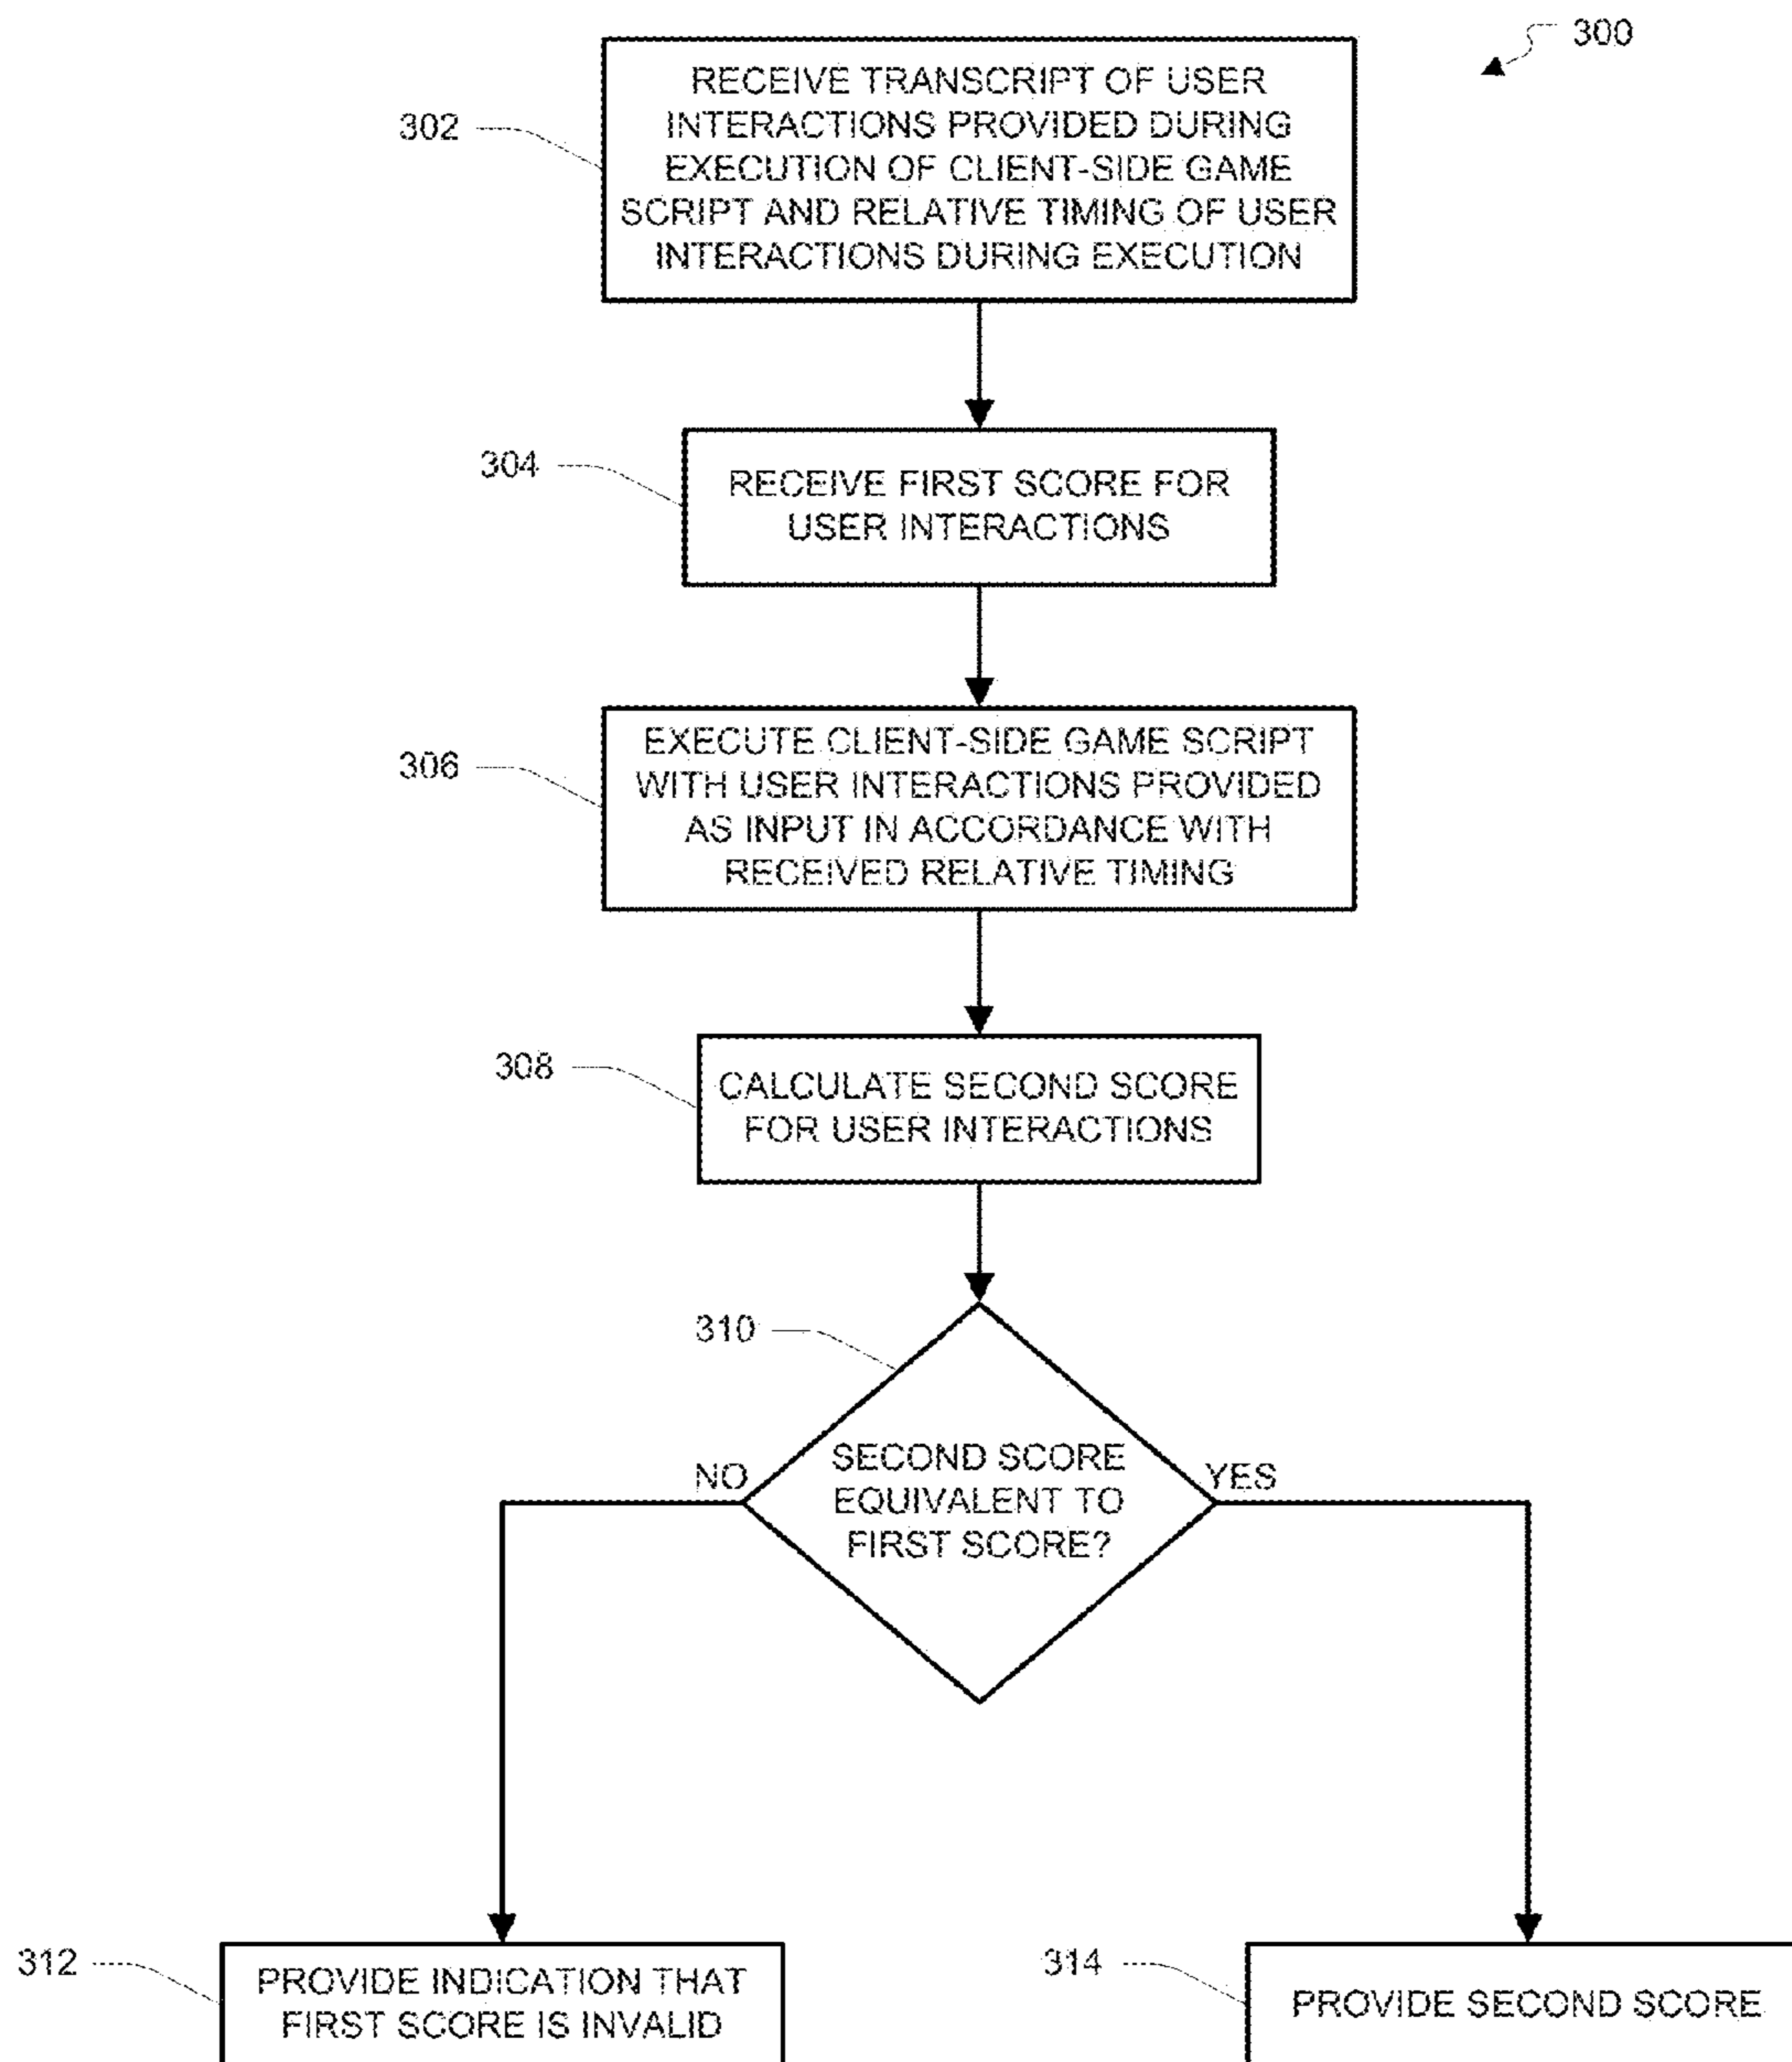 300
302
RECEIVE TRANSCRIPT OF USER
INTERACTIONS PROVIDED DURING
EXECUTION OF CLIENT-SIDE GAME
SCRIPT AND RELATIVE TIMING OF USER
INTERACTIONS DURING EXECUTION
304
RECEIVE FIRST SCORE FOR
USER INTERACTIONS
306
EXECUTE CLIENT-SIDE GAME SCRIPT
WITH USER INTERACTIONS PROVIDED
AS INPUT IN ACCORDANCE WITH
RECEIVED RELATIVE TIMING
308
CALCULATE SECOND SCORE
FOR USER INTERACTIONS
310
SECOND SCORE
EQUIVALENT TO
FIRST SCORE?
NO
YES
312
PROVIDE INDICATION THAT
FIRST SCORE IS INVALID
314
PROVIDE SECOND SCORE